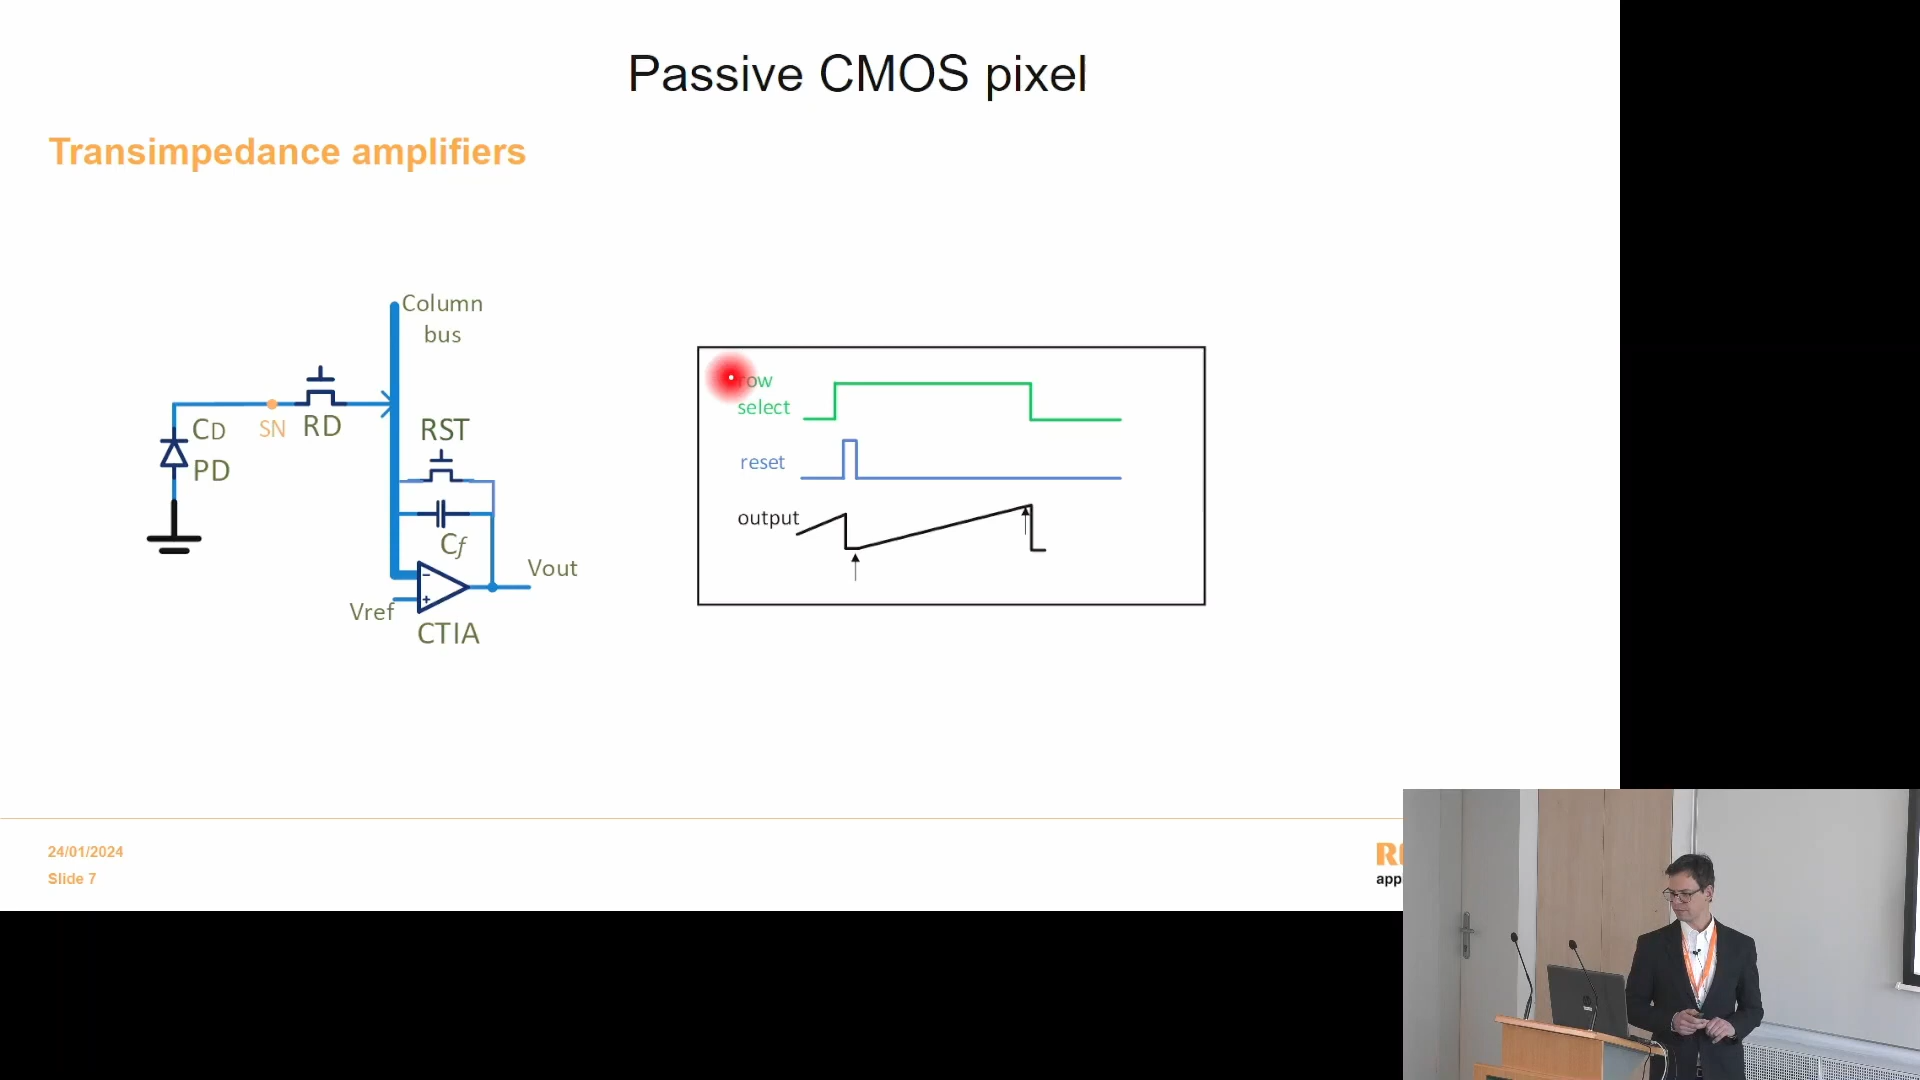 Passive CMOS pixel
Transimpedance amplifiers
Column
bus
CD
PD
SN
RD
RST
Cf
Vout
Vref
CTIA
select
reset
output
24/01/2024
Slide 7